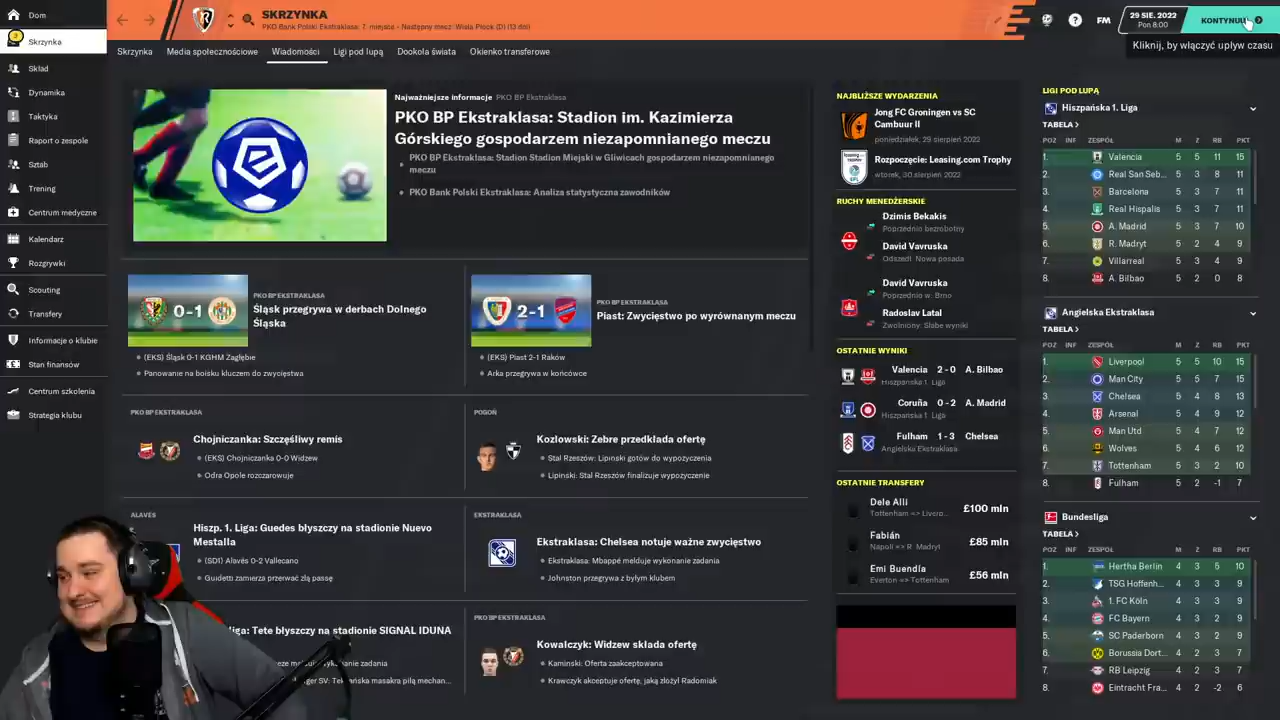 Dom
Skrzynka
Skład
Dynamika
Taktyka
Raport o zespole
Sztab
Trening
Centrum medyczne
Kalendarz
Rozgrywki
Scouting
Transfery
Informacje o klubie
Stan finansów
Centrum szkolenia
Strategia klubu
3
SKRZYNKA
PKO Bank Polski Ekstraklasa: 7. miejsca - Następny mecz: Wisła Płock (D) (13 dni)
FM
29 SIE. 2022
Pon 8:00
KONTYNUUJ
Kliknij, by włączyć upływ czasu
Skrzynka Media społecznościowe Wiadomości Ligi pod lupą Dookoła świata Okienko transferowe
Najważniejsze informacje PKO BP Ekstraklasa
PKO BP Ekstraklasa: Stadion im. Kazimierza
Górskiego gospodarzem niezapomnianego meczu
PKO BP Ekstraklasa: Stadion Stadion Miejski w Gliwicach gospodarzem niezapomnianego
meczu
PKO Bank Polski Ekstraklasa: Analiza statystyczna zawodników
0-1
PKO BP EKSTRAKLASA
Śląsk przegrywa w derbach Dolnego
Śląska
(EKS) Śląsk 0-1 KGHM Zagłębie
Panowanie na boisku kluczem do zwycięstwa
2-1
PKO BP EKSTRAKLASA
Piast: Zwycięstwo po wyrównanym meczu
(EKS) Piast 2-1 Raków
Arka przegrywa w końcówce
PKO BP EKSTRAKLASA
Chojniczanka: Szczęśliwy remis
(EKS) Chojniczanka 0-0 Widzew
Odra Opole rozczarowuje
POGOŃ
Kozlowski: Zebre przedkłada ofertę
Stal Rzeszów: Lipiński gotów do wypożyczenia
Lipiński: Stal Rzeszów finalizuje wypożyczenie
ALAVÉS
Hiszp. 1. Liga: Guedes błyszczy na stadionie Nuevo
Mestalla
(SD1) Alavés 0-2 Vallecano
Guidetti zamierza przerwać złą passę
EKSTRAKLASA
Ekstraklasa: Chelsea notuje ważne zwycięstwo
Ekstraklasa: Mbappé melduje wykonanie zadania
Johnston przegrywa z byłym klubem
liga: Tete błyszczy na stadionie SIGNAL IDUNA
PKO BP EKSTRAKLASA
Kowalczyk: Widzew składa ofertę
Kamiński: Oferta zaakceptowana
Krawczyk akceptuje ofertę, jaką złożył Radomiak
NAJBLIŻSZE WYDARZENIA
Jong FC Groningen vs SC
Cambuur II
poniedziałek, 29 sierpień 2022
Rozpoczęcie: Leasing.com Trophy
wtorek, 30 sierpień 2022
RUCHY MENEDŻERSKIE
Dzimis Bekakis
Poprzednio bezrobotny
David Vavruska
Odszedł: Nowa posada
David Vavruska
Poprzednio w: Brno
Radoslav Latal
Zwolniony: Słabe wyniki
OSTATNIE WYNIKI
Valencia 2 - 0 A. Bilbao
Hiszpańska 1. Liga
Coruña 0 - 2 A. Madrid
Hiszpańska 1. Liga
Fulham 1 - 3 Chelsea
Angielska Ekstraklasa
OSTATNIE TRANSFERY
Dele Alli £100 mln
Tottenham => Liverp...
Fabián £85 mln
Napoli => R. Madryt
Emi Buendía £56 mln
Everton => Tottenham
LIGI POD LUPĄ
Hiszpańska 1. Liga
TABELA >
POZ INF ZESPÓŁ M Z RB PKT
1. Valencia 5 5 11 15
2. Real San Seb... 5 3 8 11
3. Barcelona 5 3 7 11
4. Real Hispalis 5 3 7 11
5. A. Madrid 5 3 7 10
6. R. Madryt 5 2 4 9
7. Villarreal 5 3 4 9
8. A. Bilbao 5 2 0 8
Angielska Ekstraklasa
TABELA >
POZ INF ZESPÓŁ M Z RB PKT
1. Liverpool 5 5 10 15
2. Man City 5 5 7 15
3. Chelsea 5 4 8 13
4. Arsenal 5 4 9 12
5. Man Utd 5 4 7 12
6. Wolves 5 4 6 12
7. Tottenham 5 3 2 10
8. Fulham 5 2 -1 7
Bundesliga
TABELA >
POZ INF ZESPÓŁ M Z RB PKT
1. Hertha Berlin 4 3 5 10
2. TSG Hoffenh... 4 3 3 9
3. 1. FC Köln 4 3 2 9
4. FC Bayern 4 3 2 9
5. SC Paderborn 4 3 2 9
6. Borussia Dort... 4 2 3 7
7. RB Leipzig 4 2 3 7
8. Eintracht Fra... 4 2 -2 6